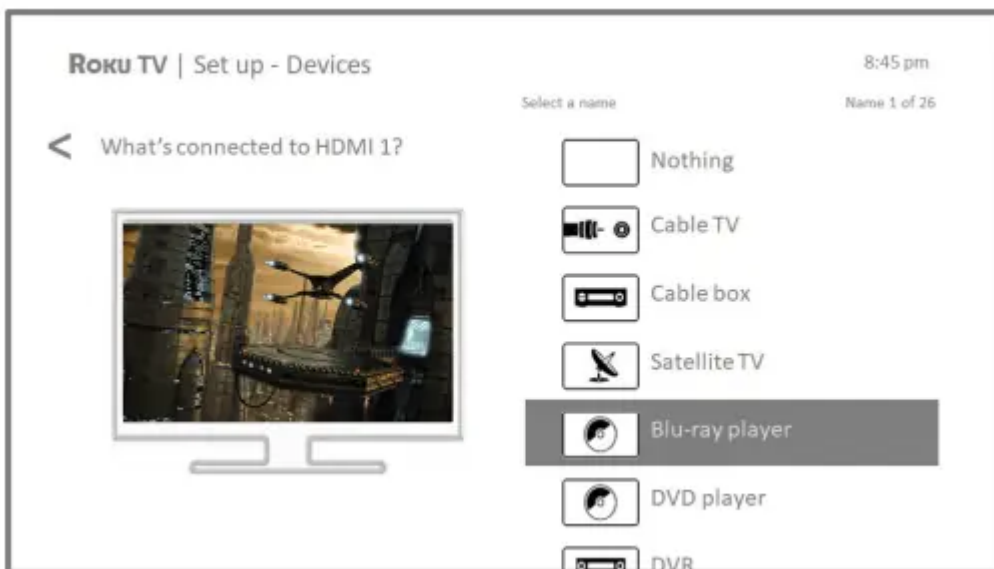 Roku TV | Set up - Devices
8:45 pm
Select a name
Name 1 of 26
< What's connected to HDMI 1?
Nothing
Cable TV
Cable box
Satellite TV
Blu-ray player
DVD player
DVR